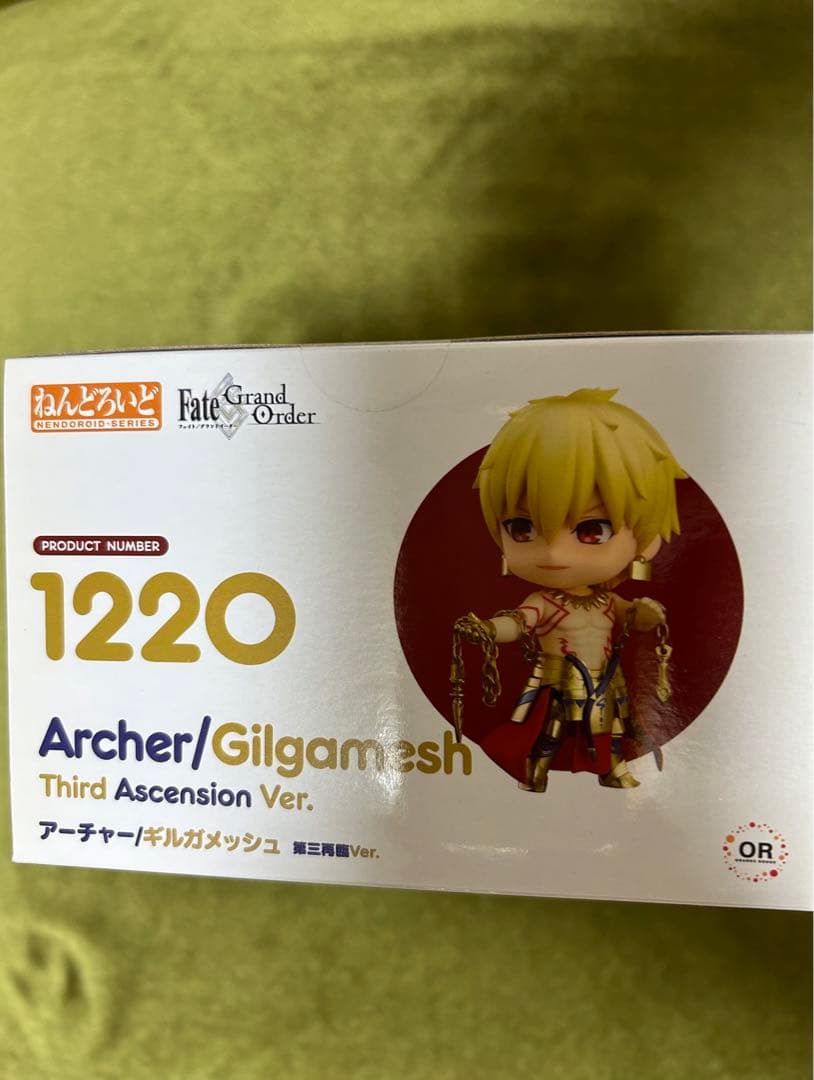 ねんどろいど
NENDOROID-SERIES
Fate Grand Order
フェイト/グランドオーダー
PRODUCT NUMBER
1220
Archer/Gilgamesh
Third Ascension Ver.
アーチャー/ギルガメッシュ 第三再臨Ver.
OR
ORANGE ROUGE